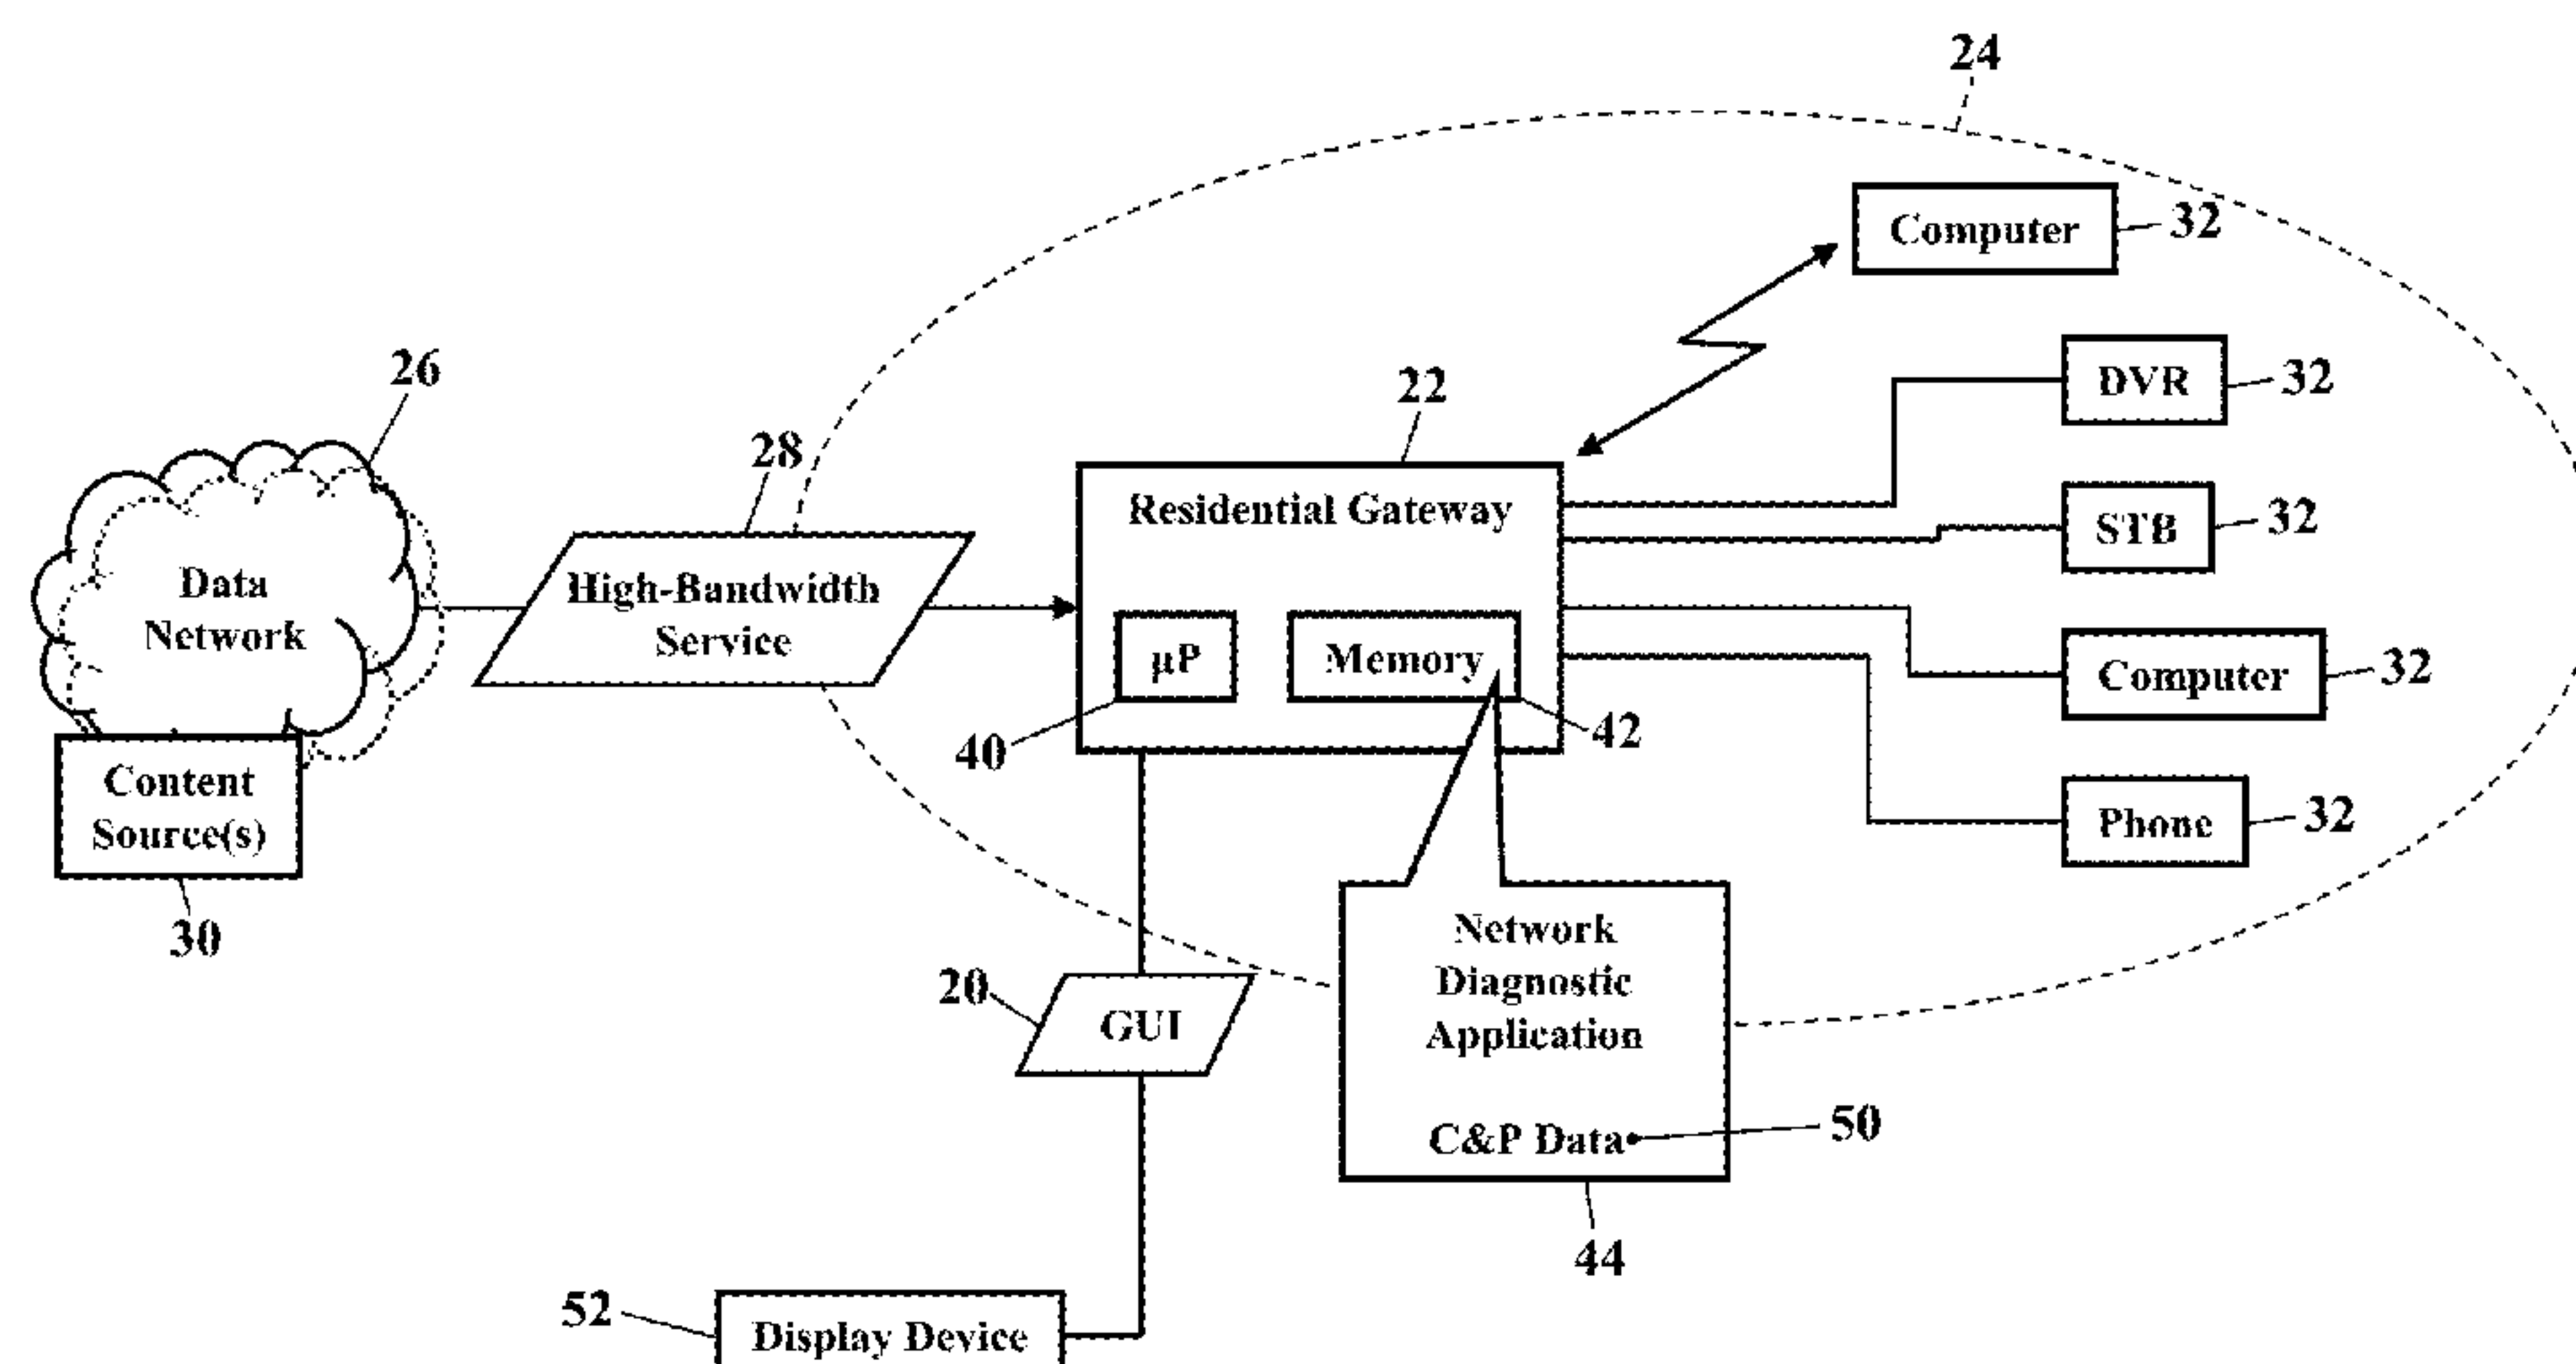 24
Computer
32
26
22
DVR
32
28
Residential Gateway
STB
32
Data
Network
High-Bandwidth
Service
µP
Memory
Computer
32
40
42
Content
Source(s)
Phone
32
30
Network
Diagnostic
Application
20
GUI
C&P Data
50
44
52
Display Device